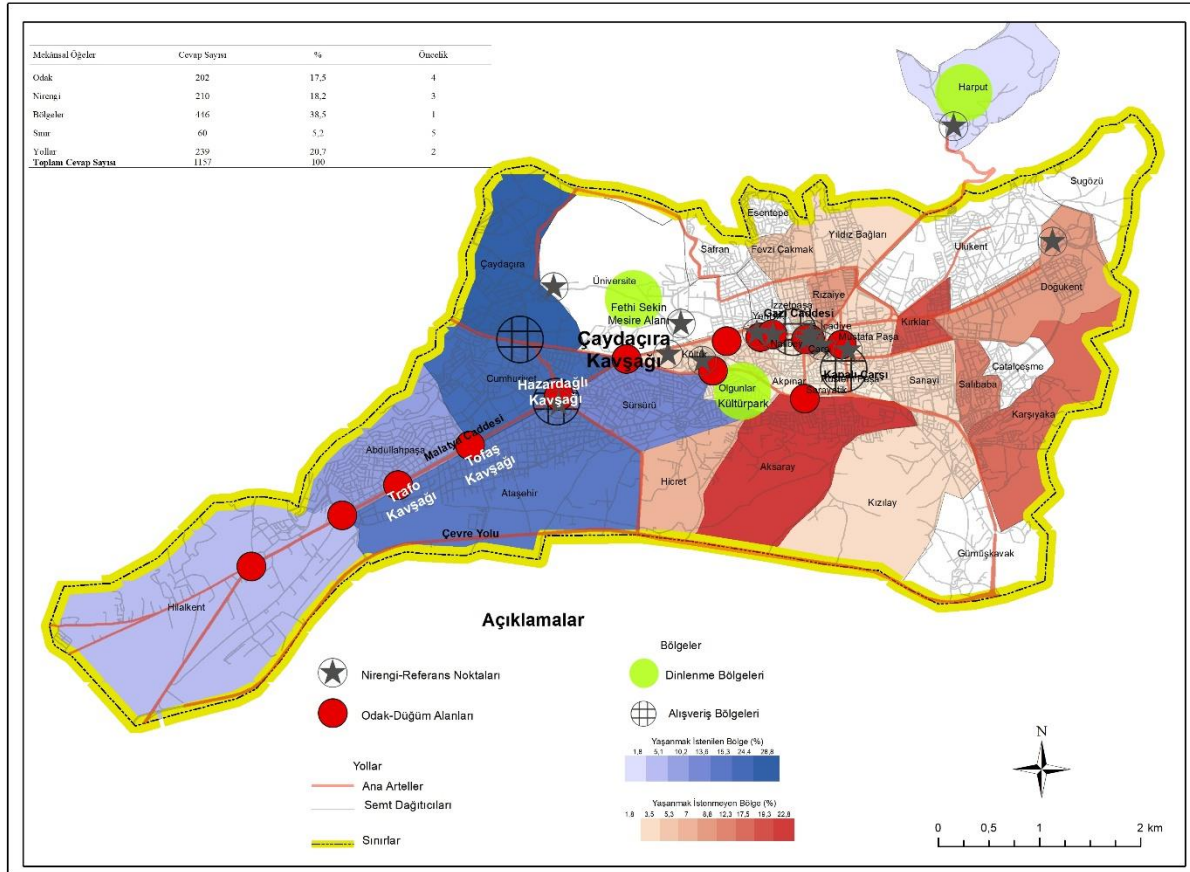 Mekânsal Öğeler Cevap Sayısı % Öncelik
Odak 202 17,5 4
Nirengi 210 18,2 3
Bölgeler 446 38,5 1
Sınır 60 5,2 5
Yollar 239 20,7 2
Toplam Cevap Sayısı 1157 100
Harput
Sugözü
Esentepe
Yıldız Bağları
Safran
Fevzi Çakmak
Ulukent
Çaydaçıra
Üniversite
Doğukent
Fethi Sekin
Mesire Alanı
İzzetpaşa
Rızaiye
Gazi Caddesi
Kırklar
Mustafa Paşa
Çaydaçıra
Kavşağı
Kültür
Çarşı
Çatalçeşme
Cumhuriyet
Kapalı Çarşı
Akpınar
Sanayi
Salıbaba
Hazardağlı
Kavşağı
Sürsürü
Olgunlar
Kültürpark
Karşıyaka
Abdullahpaşa
Malatya Caddesi
Tofaş
Kavşağı
Aksaray
Trafo
Kavşağı
Ataşehir
Hicret
Kızılay
Çevre Yolu
Gümüşkavak
Hilalkent
Açıklamalar
Bölgeler
Nirengi-Referans Noktaları
Dinlenme Bölgeleri
Odak-Düğüm Alanları
Alışveriş Bölgeleri
Yaşanmak İstenilen Bölge (%)
1,8 5,1 10,2 13,6 15,3 24,4 28,8
Yollar
Ana Arteller
Semt Dağıtıcıları
Yaşanmak İstenmeyen Bölge (%)
1,8 3,5 5,3 7 8,8 12,3 17,5 19,3 22,8
Sınırlar
N
0 0,5 1 2 km